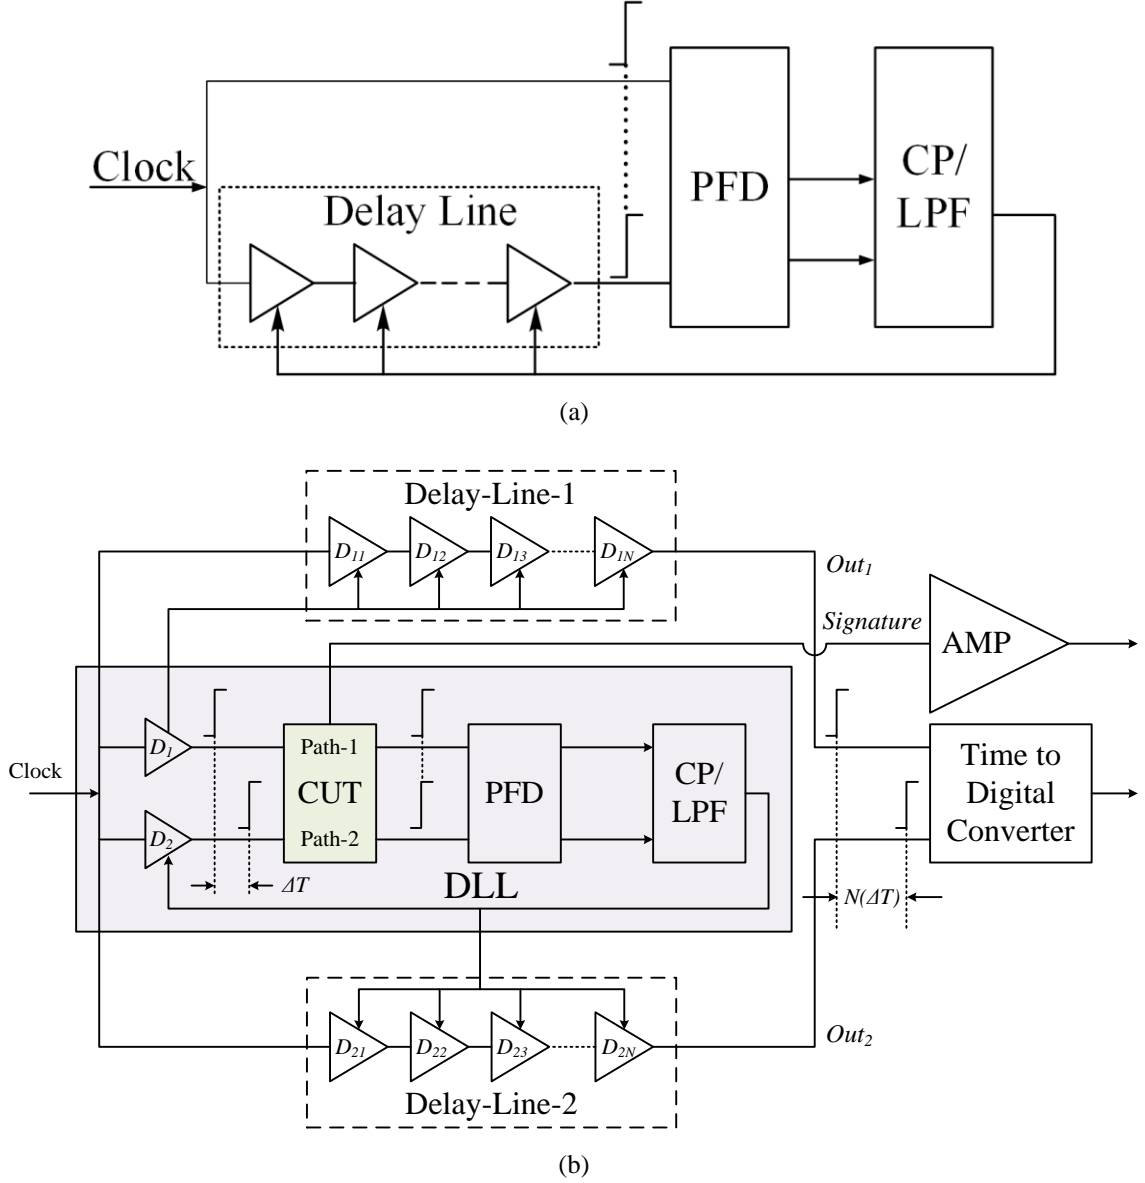 Clock
Delay Line
PFD
CP/
LPF
(a)
Delay-Line-1
D11
D12
D13
D1N
Out1
Signature
AMP
D1
Path-1
CUT
Path-2
PFD
CP/
LPF
Clock
D2
ΔT
DLL
Time to
Digital
Converter
N(ΔT)
D21
D22
D23
D2N
Out2
Delay-Line-2
(b)